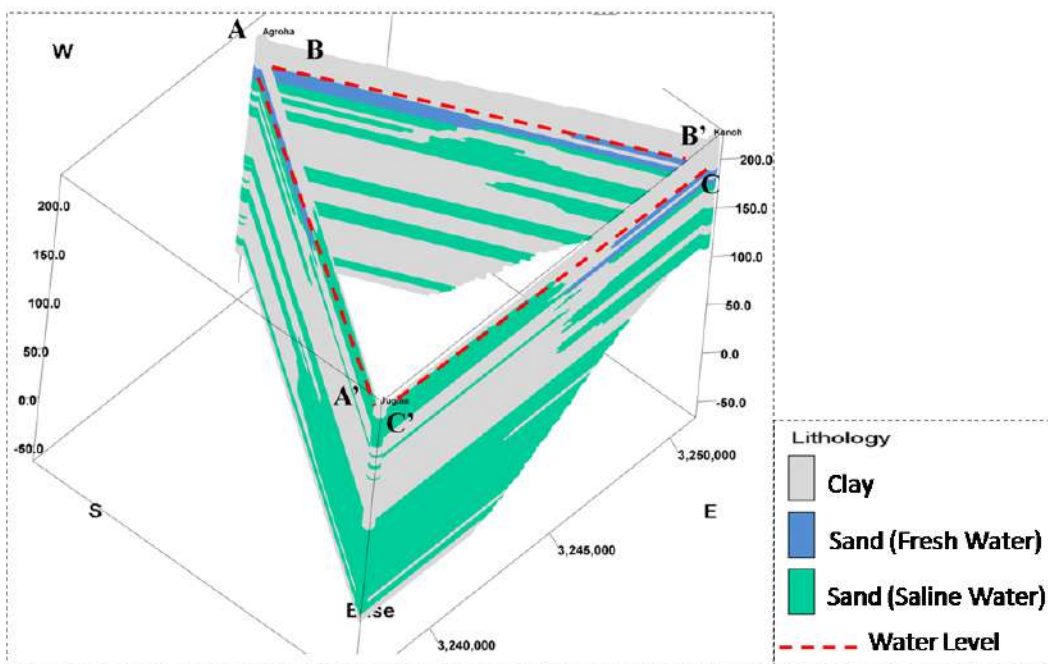 A Agroha
W
B
B' Kanoh
200.0
C
150.0
100.0
50.0
0.0
-50.0
200.0
150.0
100.0
50.0
0.0
-50.0
A'
C'
S
E
3,250,000
3,245,000
3,240,000
Lithology
Clay
Sand (Fresh Water)
Sand (Saline Water)
Water Level